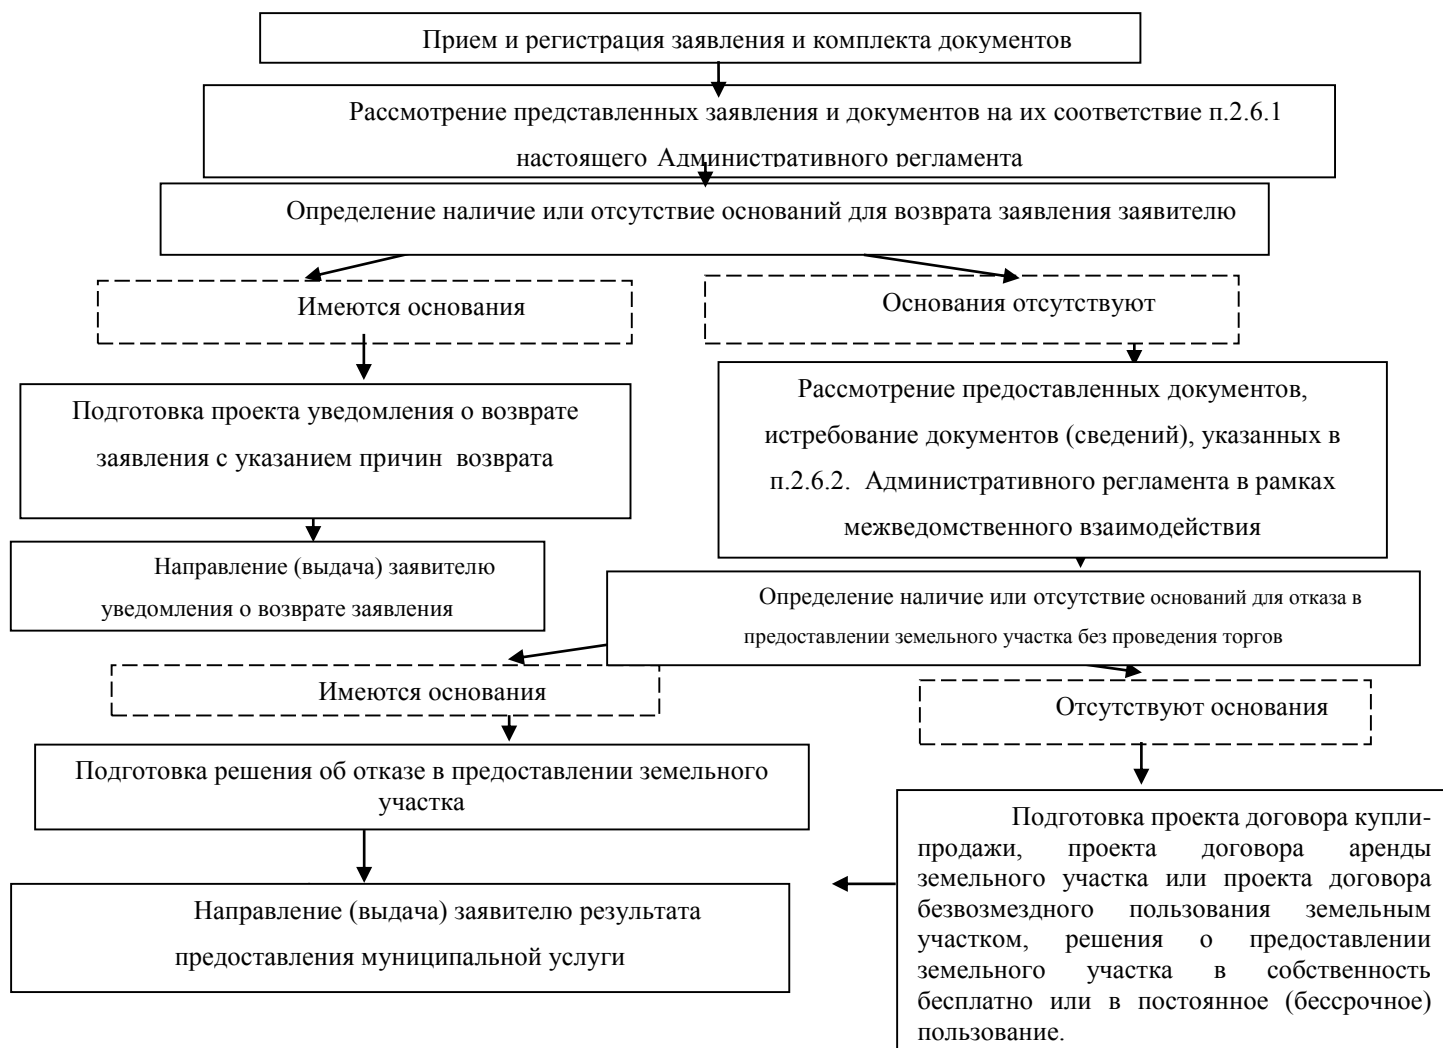 Прием и регистрация заявления и комплекта документов
Рассмотрение представленных заявления и документов на их соответствие п.2.6.1
настоящего Административного регламента
Определение наличие или отсутствие оснований для возврата заявления заявителю
Имеются основания
Основания отсутствуют
Подготовка проекта уведомления о возврате
заявления с указанием причин возврата
Рассмотрение предоставленных документов,
истребование документов (сведений), указанных в
п.2.6.2. Административного регламента в рамках
межведомственного взаимодействия
Направление (выдача) заявителю
уведомления о возврате заявления
Определение наличие или отсутствие оснований для отказа в
предоставлении земельного участка без проведения торгов
Имеются основания
Отсутствуют основания
Подготовка решения об отказе в предоставлении земельного
участка
Подготовка проекта договора купли-
продажи, проекта договора аренды
земельного участка или проекта договора
безвозмездного пользования земельным
участком, решения о предоставлении
земельного участка в собственность
бесплатно или в постоянное (бессрочное)
пользование.
Направление (выдача) заявителю результата
предоставления муниципальной услуги